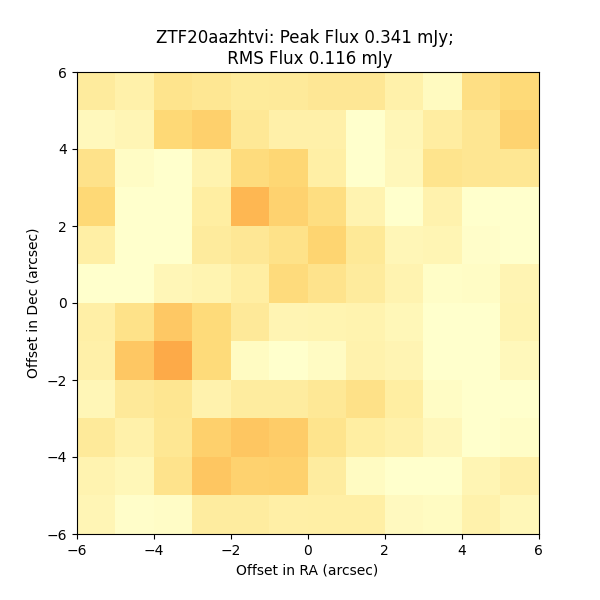 ZTF20aazhtvi: Peak Flux 0.341 mJy;
RMS Flux 0.116 mJy
6
4
2
0
−2
−4
−6
Offset in Dec (arcsec)
−6 −4 −2 0 2 4 6
Offset in RA (arcsec)